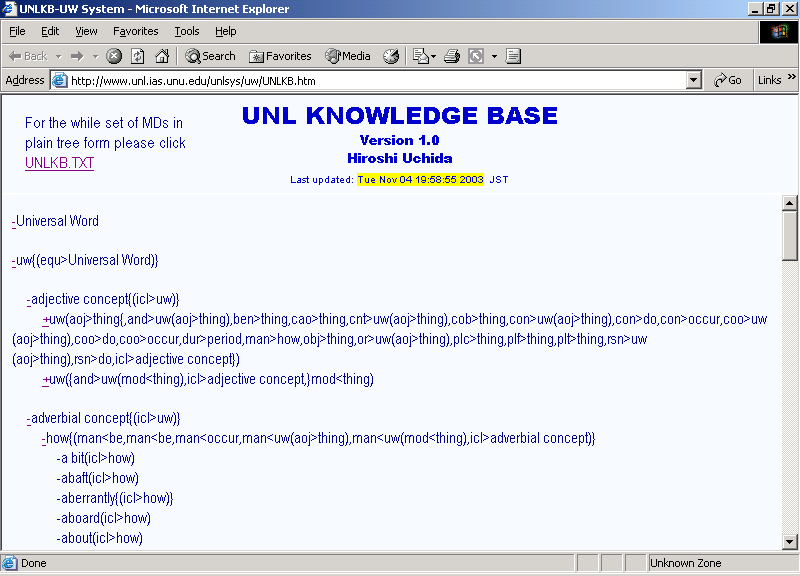 UNLKB-UW System - Microsoft Internet Explorer
File Edit View Favorites Tools Help
Back Search Favorites Media
Address http://www.unl.ias.unu.edu/unlsys/uw/UNLKB.htm Go Links »
For the while set of MDs in
plain tree form please click
UNLKB.TXT
UNL KNOWLEDGE BASE
Version 1.0
Hiroshi Uchida
Last updated: Tue Nov 04 19:58:55 2003 JST
-Universal Word
-uw{(equ>Universal Word)}
-adjective concept{(icl>uw)}
+uw(aoj>thing{,and>uw(aoj>thing),ben>thing,cao>thing,cnt>uw(aoj>thing),cob>thing,con>uw(aoj>thing),con>do,con>occur,coo>uw
(aoj>thing),coo>do,coo>occur,dur>period,man>how,obj>thing,or>uw(aoj>thing),plc>thing,plf>thing,plt>thing,rsn>uw
(aoj>thing),rsn>do,icl>adjective concept})
+uw({and>uw(mod<thing),icl>adjective concept,}mod<thing)
-adverbial concept{(icl>uw)}
-how{(man<be,man<be,man<occur,man<uw(aoj>thing),man<uw(mod<thing),icl>adverbial concept)}
-a bit(icl>how)
-abaft(icl>how)
-aberrantly{(icl>how)}
-aboard(icl>how)
-about(icl>how)
Done Unknown Zone